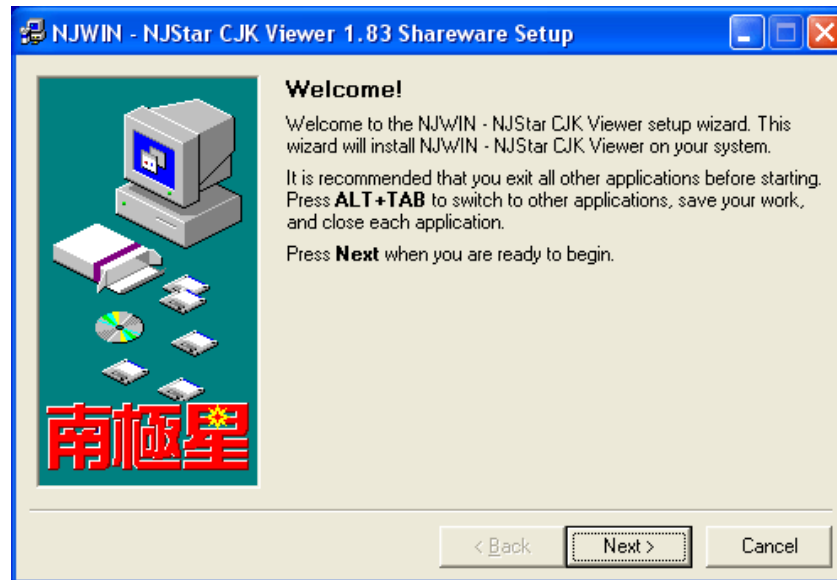 NJWIN - NJStar CJK Viewer 1.83 Shareware Setup
Welcome!
Welcome to the NJWIN - NJStar CJK Viewer setup wizard. This
wizard will install NJWIN - NJStar CJK Viewer on your system.
It is recommended that you exit all other applications before starting.
Press ALT+TAB to switch to other applications, save your work,
and close each application.
Press Next when you are ready to begin.
南極星
< Back
Next >
Cancel